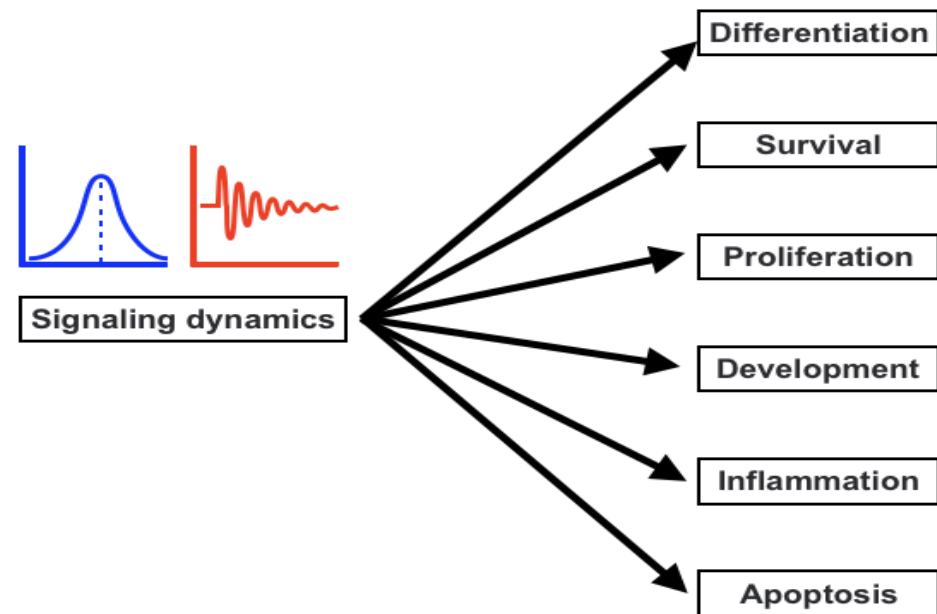 Differentiation
Survival
Proliferation
Signaling dynamics
Development
Inflammation
Apoptosis